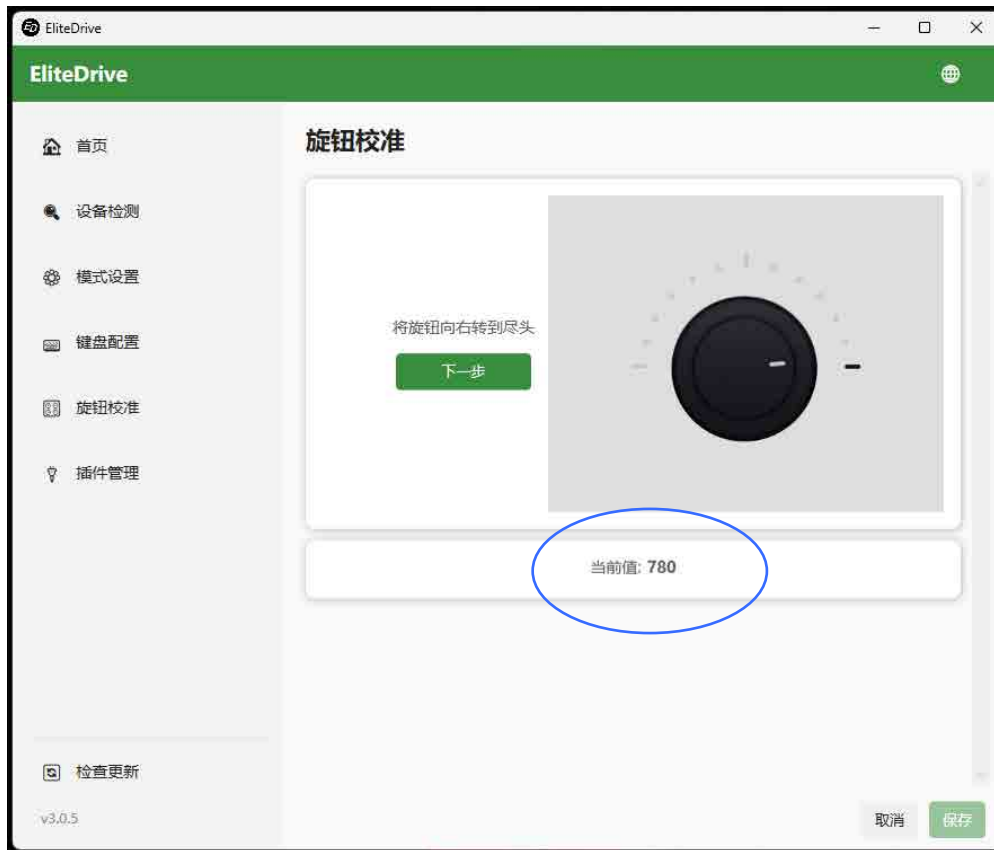 EliteDrive
EliteDrive
首页
设备检测
模式设置
键盘配置
旋钮校准
插件管理
检查更新
v3.0.5
旋钮校准
将旋钮向右转到尽头
下一步
当前值: 780
取消
保存